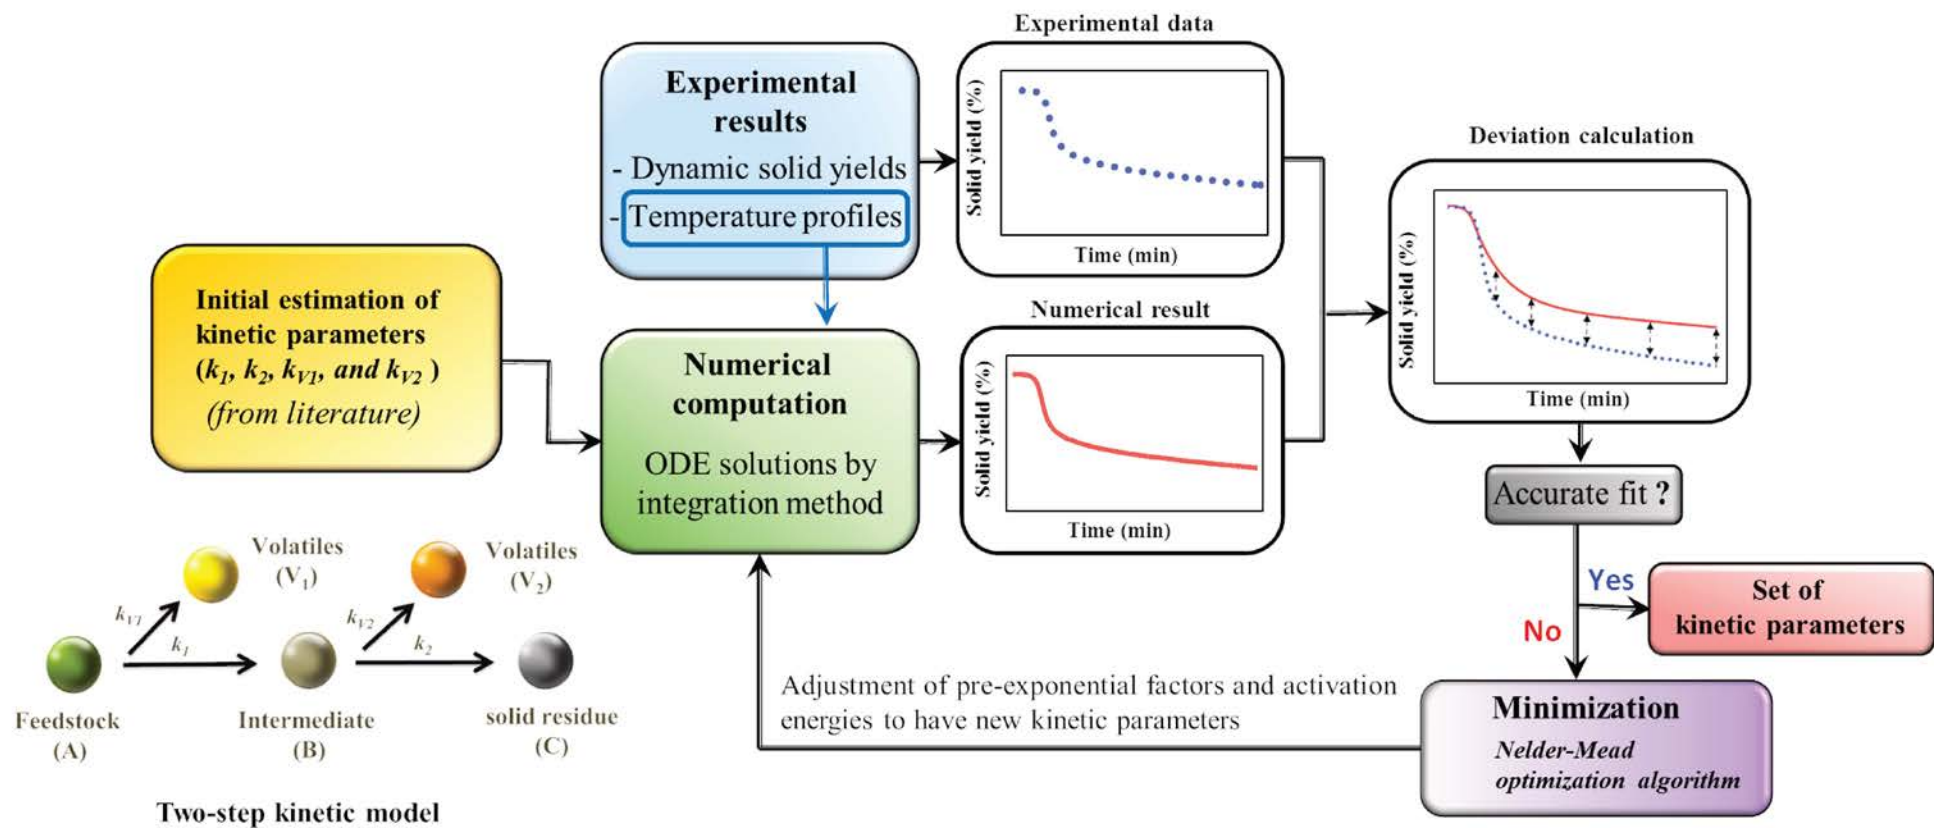 Experimental data
Experimental
results
- Dynamic solid yields
- Temperature profiles
Solid yield (%)
Time (min)
Deviation calculation
Solid yield (%)
Time (min)
Initial estimation of
kinetic parameters
(k1, k2, kV1, and kV2 )
(from literature)
Numerical result
Numerical
computation
ODE solutions by
integration method
Solid yield (%)
Time (min)
Accurate fit ?
Yes
No
Set of
kinetic parameters
Minimization
Nelder-Mead
optimization algorithm
Adjustment of pre-exponential factors and activation
energies to have new kinetic parameters
Volatiles
(V1)
Volatiles
(V2)
kV1
k1
kV2
k2
Feedstock
(A)
Intermediate
(B)
solid residue
(C)
Two-step kinetic model